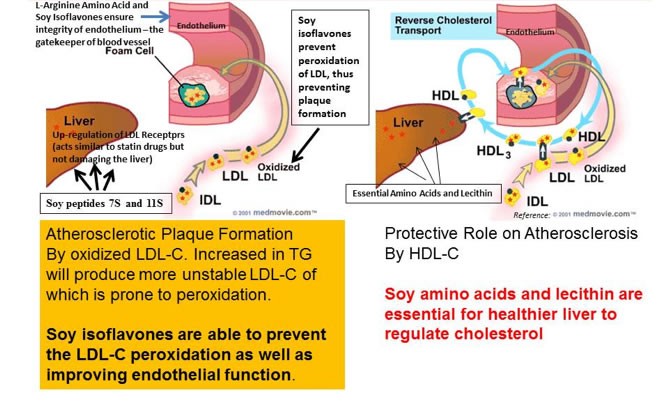 L-Arginine Amino Acid and
Soy Isoflavones ensure
integrity of endothelium – the
gatekeeper of blood vessel
Endothelium
Foam Cell
Soy
isoflavones
prevent
peroxidation
of LDL, thus
preventing
plaque
formation
Liver
Up-regulation of LDL Receptprs
(acts similar to statin drugs but
not damaging the liver)
Soy peptides 7S and 11S
IDL
LDL
Oxidized
LDL
© 2001 medmovie.com™
Reverse Cholesterol
Transport
Endothelium
HDL
Liver
HDL3
HDL
LDL
Oxidized
LDL
Essential Amino Acids and Lecithin
IDL
Reference: © 2001 medmovie.com™
Atherosclerotic Plaque Formation
By oxidized LDL-C. Increased in TG
will produce more unstable LDL-C of
which is prone to peroxidation.
Soy isoflavones are able to prevent
the LDL-C peroxidation as well as
improving endothelial function.
Protective Role on Atherosclerosis
By HDL-C
Soy amino acids and lecithin are
essential for healthier liver to
regulate cholesterol